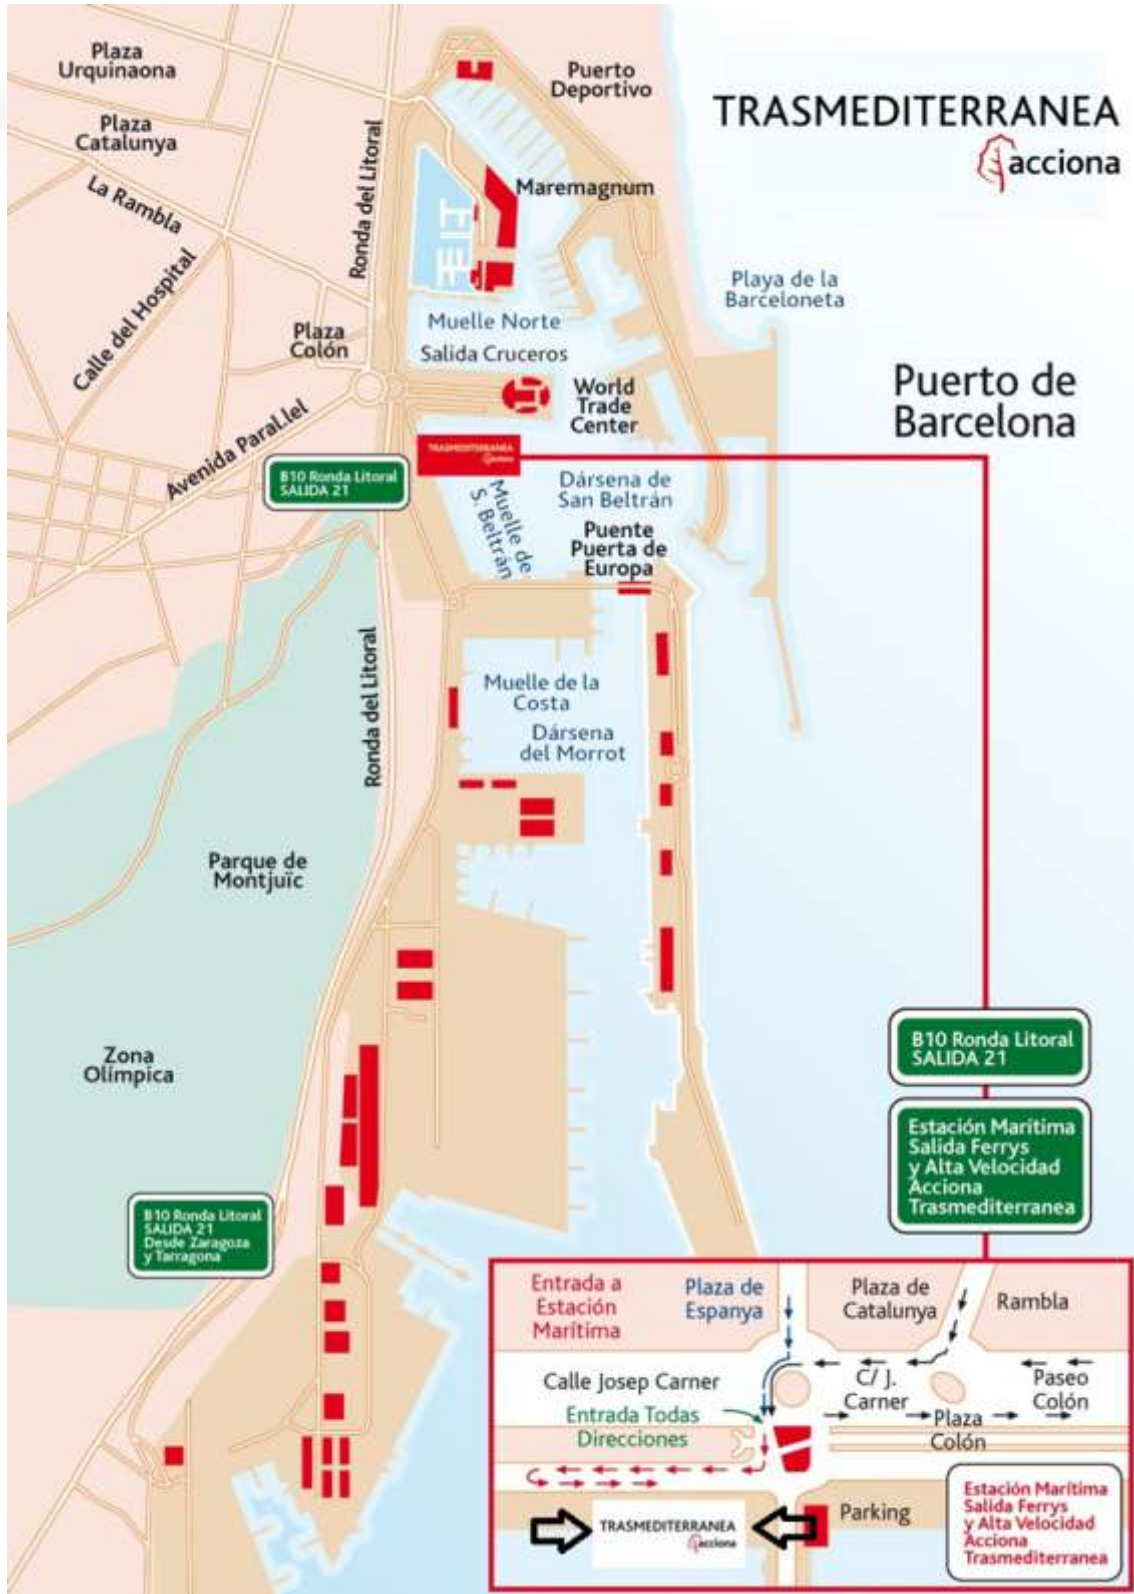 Plaza
Urquinaona
Plaza
Catalunya
La Rambla
Calle del Hospital
Ronda del Litoral
Puerto
Deportivo
TRASMEDITERRANEA
acciona
Maremagnum
Playa de la
Barceloneta
Muelle Norte
Salida Cruceros
Plaza
Colón
World
Trade
Center
Puerto de
Barcelona
Avenida Paral.lel
TRASMEDITERRANEA
acciona
B10 Ronda Litoral
SALIDA 21
Muelle de
S. Beltrán
Dársena de
San Beltrán
Puente
Puerta de
Europa
Ronda del Litoral
Muelle de la
Costa
Dársena
del Morrot
Parque de
Montjuïc
Zona
Olímpica
B10 Ronda Litoral
SALIDA 21
Estación Marítima
Salida Ferrys
y Alta Velocidad
Acciona
Trasmediterranea
B10 Ronda Litoral
SALIDA 21
Desde Zaragoza
y Tarragona
Entrada a
Estación
Marítima
Plaza de
Espanya
Plaza de
Catalunya
Rambla
Calle Josep Carner
C/ J.
Carner
Paseo
Colón
Entrada Todas
Direcciones
Plaza
Colón
TRASMEDITERRANEA
acciona
Parking
Estación Marítima
Salida Ferrys
y Alta Velocidad
Acciona
Trasmediterranea